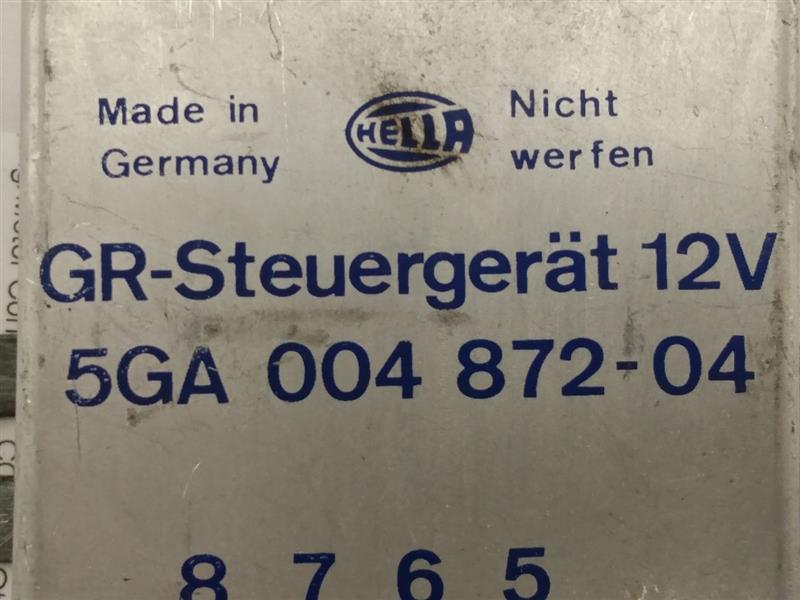 Made in
Germany
HELLA
Nicht
werfen
GR-Steuergerät 12V
5GA 004 872-04
8 7 6 5